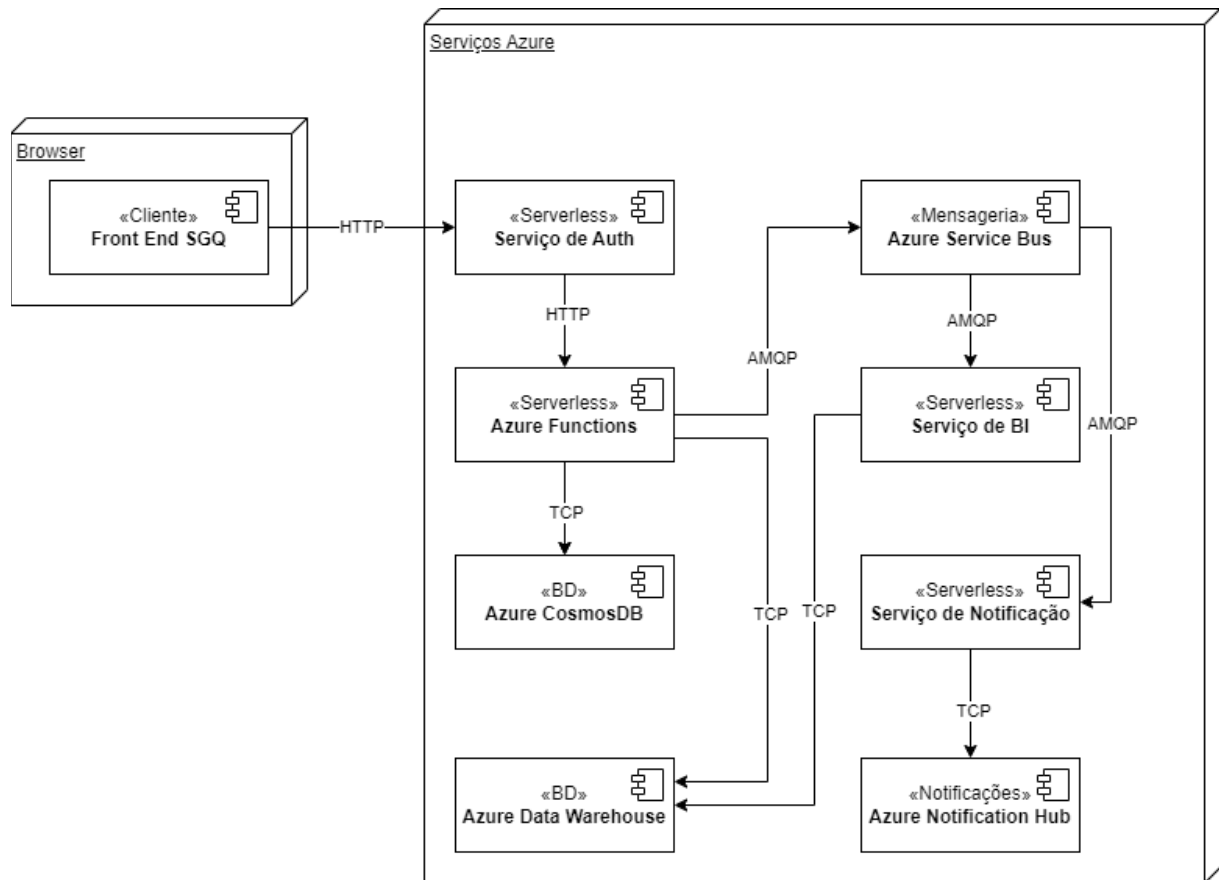 Serviços Azure
Browser
«Cliente»
Front End SGQ
HTTP
«Serverless»
Serviço de Auth
«Mensageria»
Azure Service Bus
HTTP
AMQP
AMQP
«Serverless»
Azure Functions
«Serverless»
Serviço de BI
AMQP
TCP
«BD»
Azure CosmosDB
TCP
TCP
«Serverless»
Serviço de Notificação
TCP
«BD»
Azure Data Warehouse
«Notificações»
Azure Notification Hub